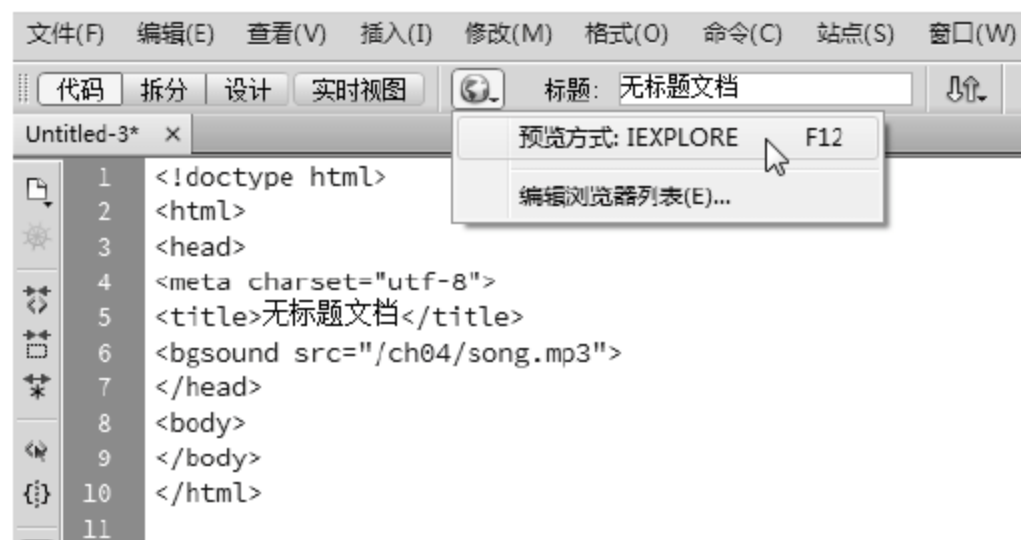 文件(F) 编辑(E) 查看(V) 插入(I) 修改(M) 格式(O) 命令(C) 站点(S) 窗口(W)
代码 拆分 设计 实时视图 标题: 无标题文档
Untitled-3* ×
预览方式: IEXPLORE F12
编辑浏览器列表(E)...
1 <!doctype html>
2 <html>
3 <head>
4 <meta charset="utf-8">
5 <title>无标题文档</title>
6 <bgsound src="/ch04/song.mp3">
7 </head>
8 <body>
9 </body>
10 </html>
11